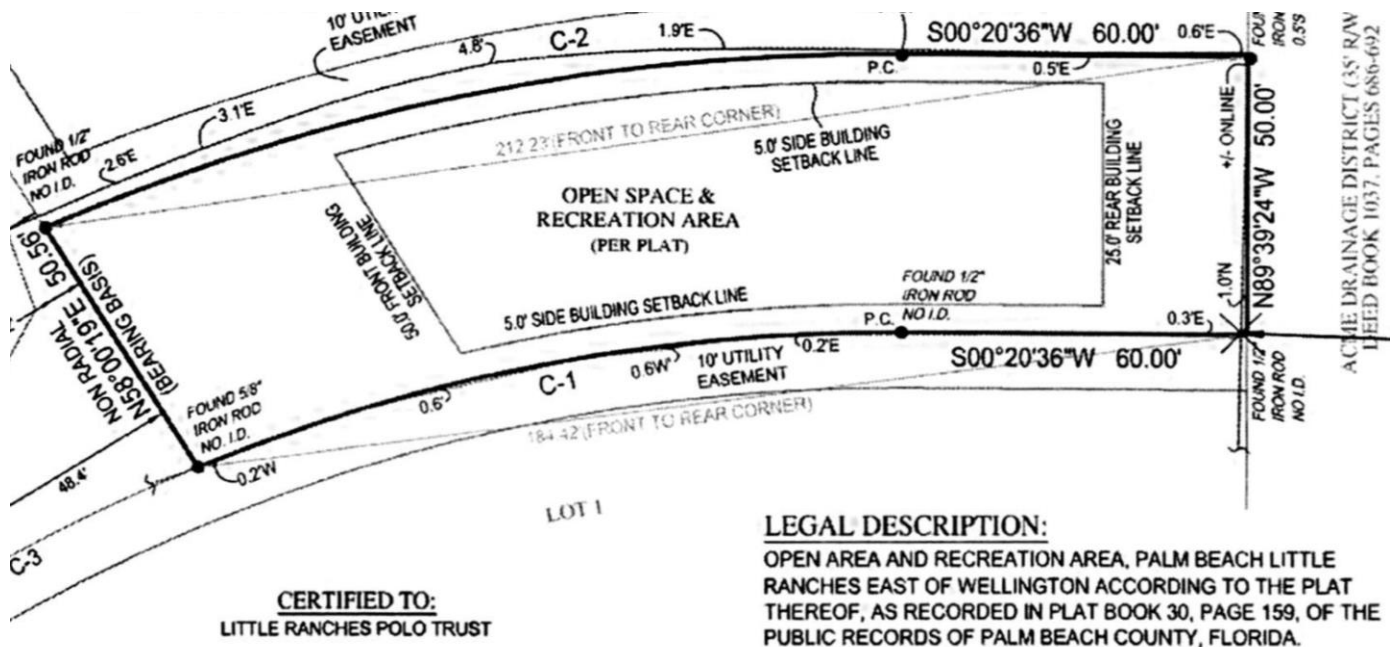 10' UTILITY
EASEMENT
4.8'
C-2
1.9'E
S00°20'36"W 60.00'
0.6'E
P.C.
0.5'E
FOUND
IRON
0.5'S
+/- ONLINE
N89°39'24"W 50.00'
ACME DRAINAGE DISTRICT (35' R/W
DEED BOOK 1037, PAGES 686-692
3.1'E
2.6'E
FOUND 1/2"
IRON ROD
NO I.D.
212.23'(FRONT TO REAR CORNER)
5.0' SIDE BUILDING
SETBACK LINE
25.0' REAR BUILDING
SETBACK LINE
OPEN SPACE &
RECREATION AREA
(PER PLAT)
50.0' FRONT BUILDING
SETBACK LINE
50.56'
NON RADIAL
N58°00'19"E
(BEARING BASIS)
5.0' SIDE BUILDING SETBACK LINE
FOUND 1/2"
IRON ROD
NO I.D.
P.C.
0.3'E
1.0'N
0.2'E
S00°20'36"W 60.00'
10' UTILITY
EASEMENT
0.6'W
C-1
0.6'
FOUND 1/2"
IRON ROD
NO I.D.
FOUND 5/8"
IRON ROD
NO. I.D.
184.42'(FRONT TO REAR CORNER)
0.2'W
48.4'
LOT 1
C-3
CERTIFIED TO:
LITTLE RANCHES POLO TRUST
LEGAL DESCRIPTION:
OPEN AREA AND RECREATION AREA, PALM BEACH LITTLE
RANCHES EAST OF WELLINGTON ACCORDING TO THE PLAT
THEREOF, AS RECORDED IN PLAT BOOK 30, PAGE 159, OF THE
PUBLIC RECORDS OF PALM BEACH COUNTY, FLORIDA.